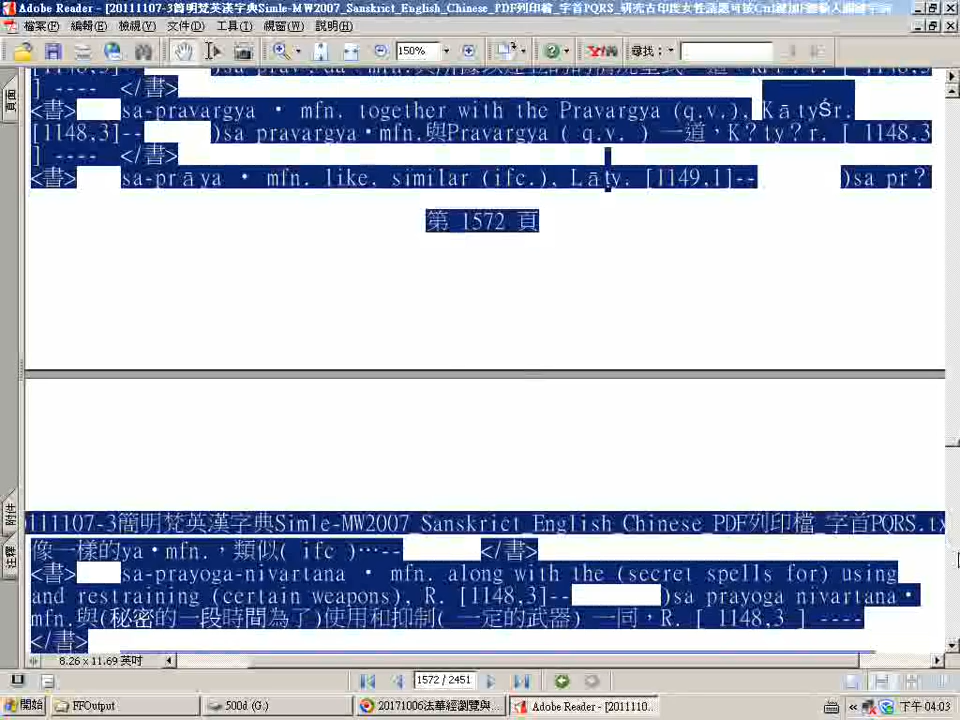 Adobe Reader - [20111107-3簡明梵英漢字典Simle-MW2007_Sanskrict_English_Chinese_PDF列印檔_字首PQRS_研究古印度女性話題可按Ctrl鍵加F鍵輸入關鍵字
檔案(F) 編輯(E) 檢視(V) 文件(D) 工具(T) 視窗(W) 說明(H)
150% 尋找：
頁面
</書>
<書> sa-pravargya • mfn. together with the Pravargya (q.v.), KātyŚr.
[1148,3]-- )sa pravargya•mfn.與Pravargya ( q.v. ) 一道，K?ty?r. [ 1148.3
] ---- </書>
<書> sa-prāya • mfn. like, similar (ifc.), Lāty. [1149,1]-- )sa pr?
第 1572 頁
111107-3簡明梵英漢字典Simle-MW2007_Sanskrict_English_Chinese_PDF列印檔_字首PQRS.tx
像一樣的ya•mfn.，類似( ifc )…-- </書>
<書> sa-prayoga-nivartana • mfn. along with the (secret spells for) using
and restraining (certain weapons), R. [1148,3]-- )sa prayoga nivartana•
mfn.與(秘密的一段時間為了)使用和抑制( 一定的武器) 一同，R. [ 1148,3 ] ----
</書>
附件
注釋
8.26 x 11.69 英吋
1572 / 2451
開始 FFOutput 500d (G:) 20171006法華經瀏覽與... Adobe Reader - [2011110... 下午 04:03